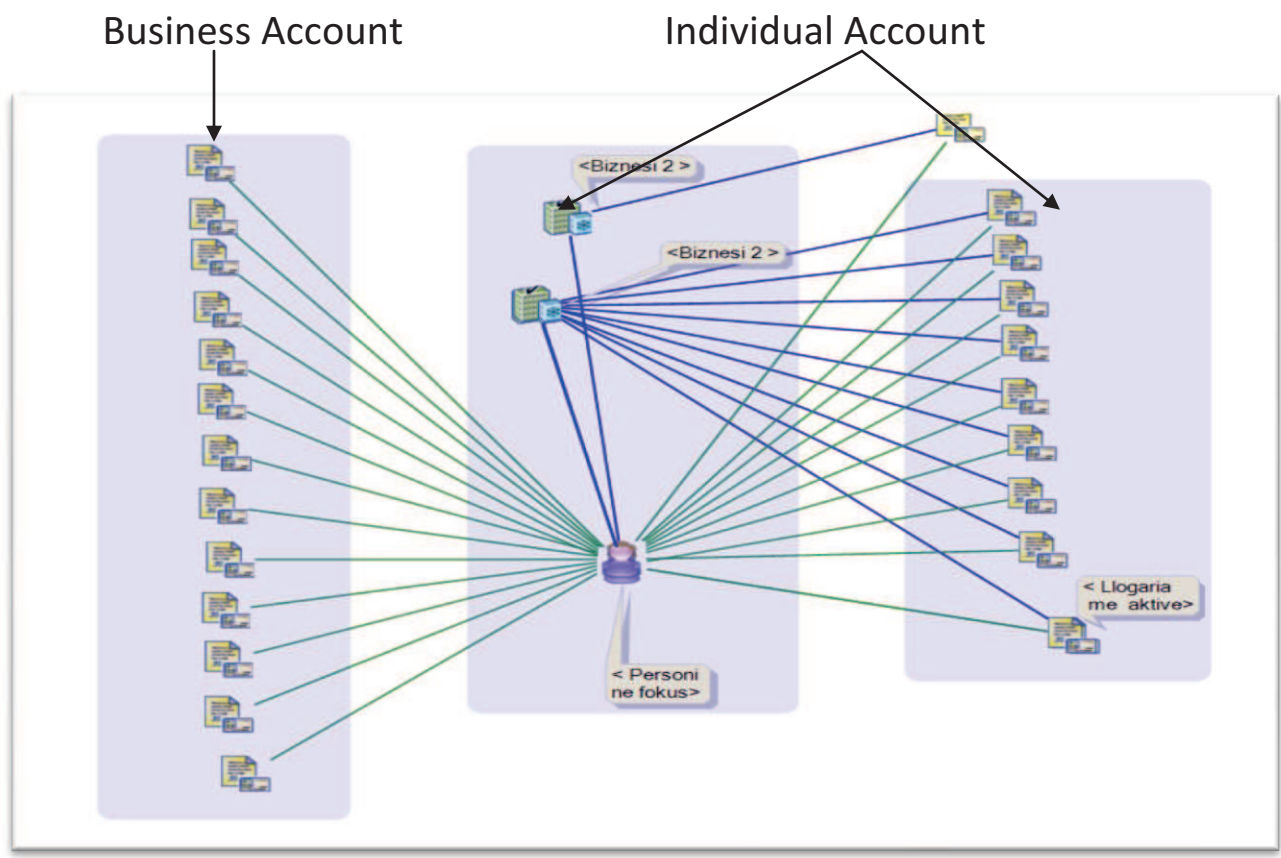 Business Account
Individual Account
<Biznesi 2 >
<Biznesi 2 >
< Llogaria
me aktive>
< Personi
ne fokus>